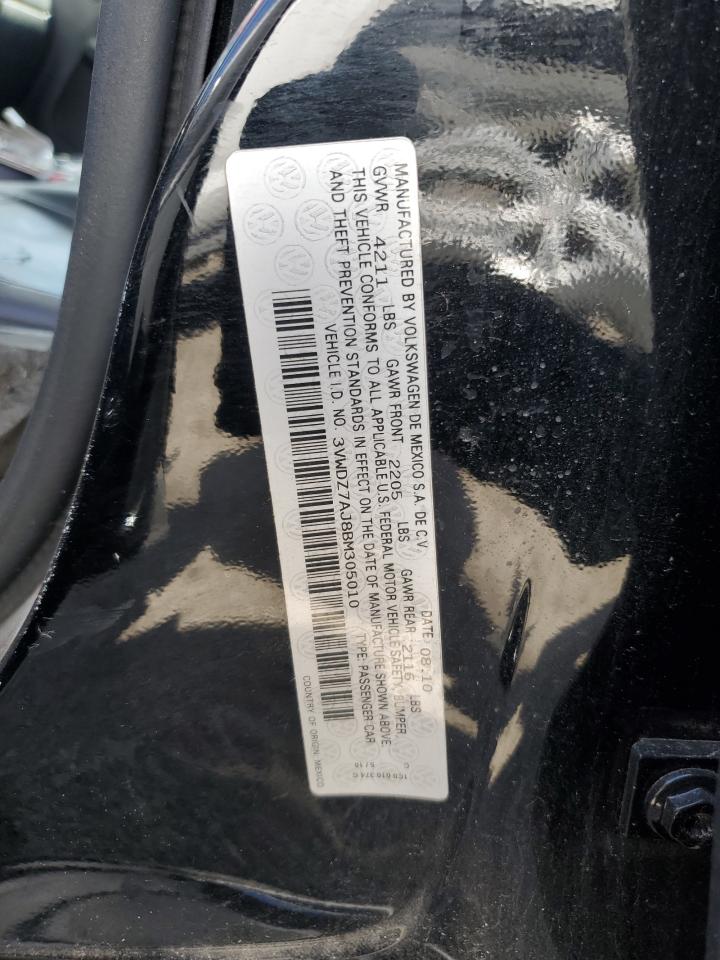 MANUFACTURED BY VOLKSWAGEN DE MEXICO S.A. DE C.V. DATE: 08.10
GVWR 4211 LBS GAWR FRONT 2205 LBS GAWR REAR 2116 LBS
THIS VEHICLE CONFORMS TO ALL APPLICABLE U.S. FEDERAL MOTOR VEHICLE SAFETY, BUMPER,
AND THEFT PREVENTION STANDARDS IN EFFECT ON THE DATE OF MANUFACTURE SHOWN ABOVE.
VEHICLE I.D. NO. 3VWDZ7AJ8BM305010 TYPE: PASSENGER CAR
COUNTRY OF ORIGIN: MEXICO